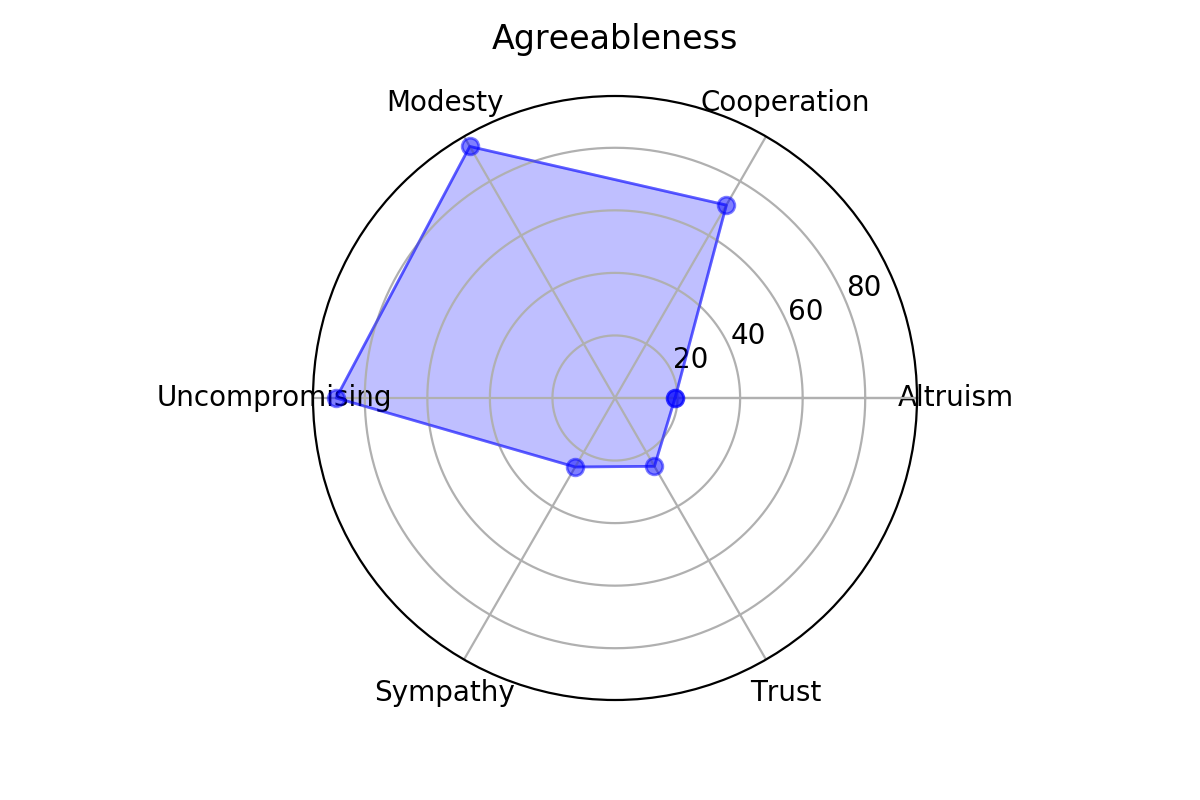 Agreeableness
Modesty
Cooperation
80
60
40
20
Uncompromising
Altruism
Sympathy
Trust